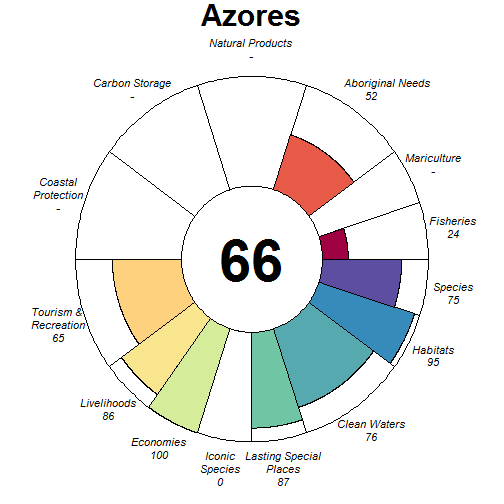 Azores
Natural Products
-
Carbon Storage
-
Aboriginal Needs
52
Mariculture
-
Coastal
Protection
-
Fisheries
24
66
Species
75
Tourism &
Recreation
65
Habitats
95
Livelihoods
86
Clean Waters
76
Economies
100
Iconic
Species
0
Lasting Special
Places
87